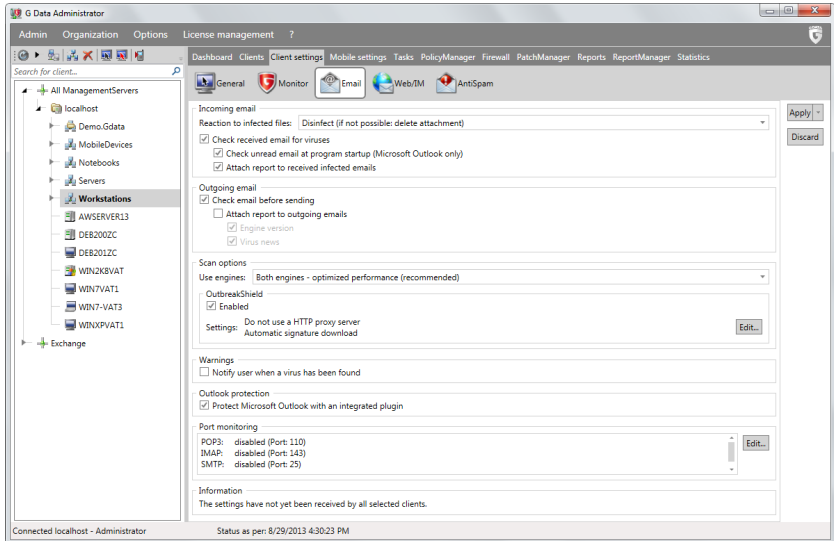 G Data Administrator
Admin Organization Options License management ?
Dashboard Clients Client settings Mobile settings Tasks PolicyManager Firewall PatchManager Reports ReportManager Statistics
Search for client...
All ManagementServers
localhost
Demo.Gdata
MobileDevices
Notebooks
Servers
Workstations
AWSERVER13
DEB200ZC
DEB201ZC
WIN2K8VAT
WIN7VAT1
WIN7-VAT3
WINXPVAT1
Exchange
General Monitor Email Web/IM AntiSpam
Incoming email
Reaction to infected files: Disinfect (if not possible: delete attachment)
Check received email for viruses
Check unread email at program startup (Microsoft Outlook only)
Attach report to received infected emails
Outgoing email
Check email before sending
Attach report to outgoing emails
Engine version
Virus news
Scan options
Use engines: Both engines - optimized performance (recommended)
OutbreakShield
Enabled
Settings: Do not use a HTTP proxy server
Automatic signature download
Edit...
Warnings
Notify user when a virus has been found
Outlook protection
Protect Microsoft Outlook with an integrated plugin
Port monitoring
POP3: disabled (Port: 110)
IMAP: disabled (Port: 143)
SMTP: disabled (Port: 25)
Edit...
Information
The settings have not yet been received by all selected clients.
Apply
Discard
Connected localhost - Administrator
Status as per: 8/29/2013 4:30:23 PM